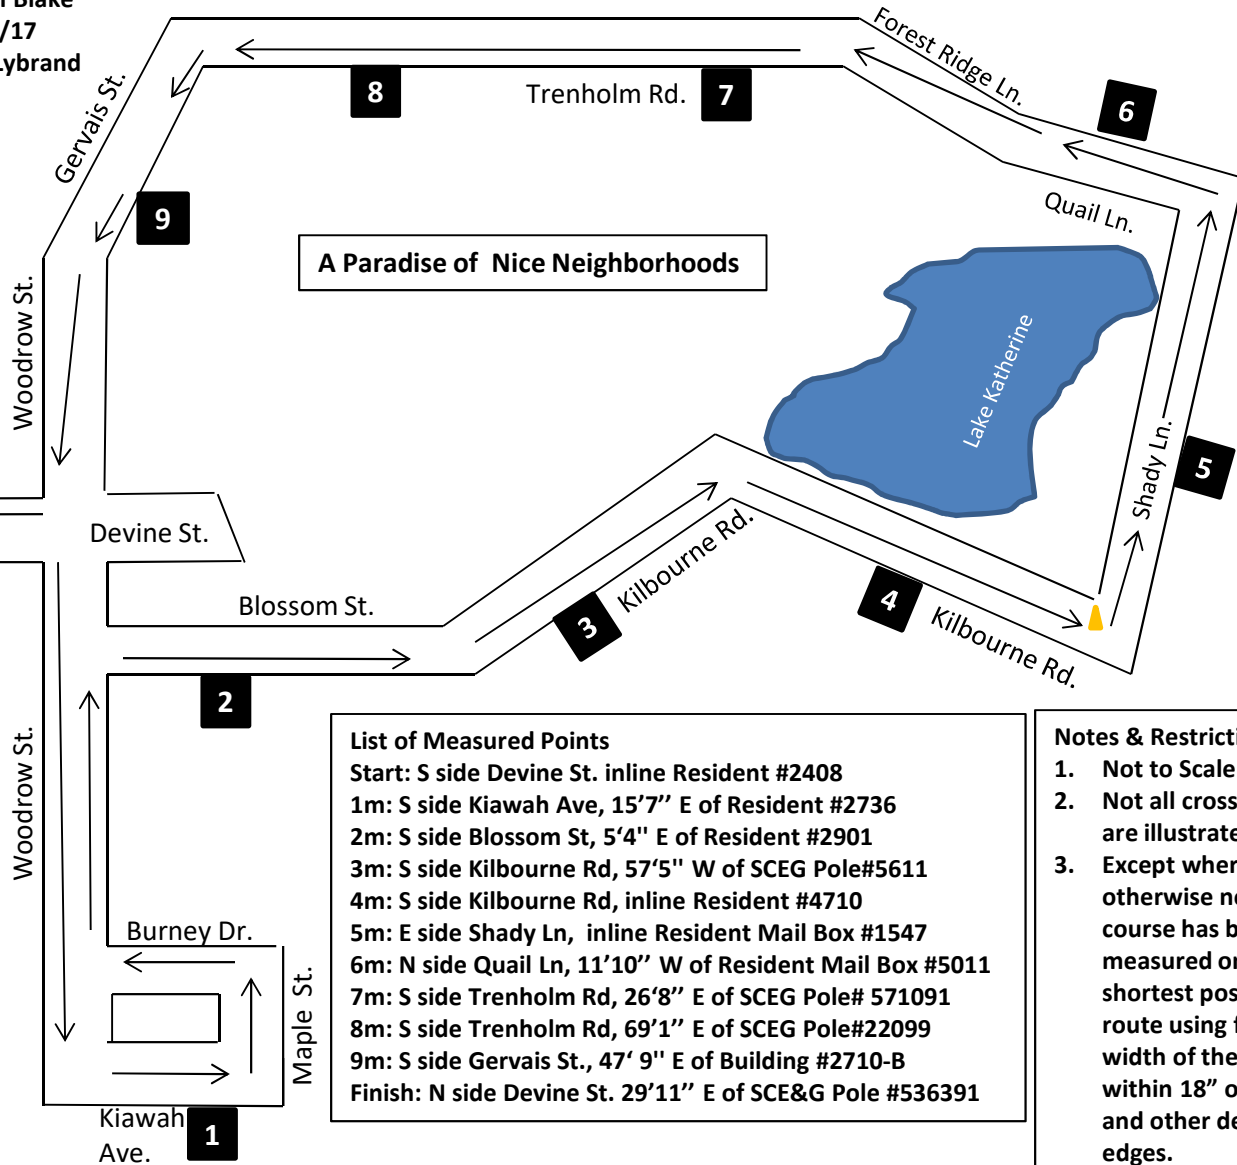 Blake
/17
Lybrand
Gervais St.
8
Trenholm Rd.
7
Forest Ridge Ln.
6
9
Quail Ln.
A Paradise of Nice Neighborhoods
Woodrow St.
Lake Katherine
Shady Ln.
5
Devine St.
Blossom St.
3
Kilbourne Rd.
4
Kilbourne Rd.
2
Woodrow St.
List of Measured Points
Start: S side Devine St. inline Resident #2408
1m: S side Kiawah Ave, 15’7’’ E of Resident #2736
2m: S side Blossom St, 5‘4'' E of Resident #2901
3m: S side Kilbourne Rd, 57‘5'' W of SCEG Pole#5611
4m: S side Kilbourne Rd, inline Resident #4710
5m: E side Shady Ln, inline Resident Mail Box #1547
6m: N side Quail Ln, 11’10’’ W of Resident Mail Box #5011
7m: S side Trenholm Rd, 26‘8’’ E of SCEG Pole# 571091
8m: S side Trenholm Rd, 69‘1’’ E of SCEG Pole#22099
9m: S side Gervais St., 47‘ 9'' E of Building #2710-B
Finish: N side Devine St. 29’11’’ E of SCE&G Pole #536391
Notes & Restricti
1. Not to Scale
2. Not all cross
are illustrate
3. Except wher
otherwise no
course has b
measured or
shortest pos
route using f
width of the
within 18” o
and other de
edges.
Burney Dr.
Maple St.
Kiawah
Ave.
1